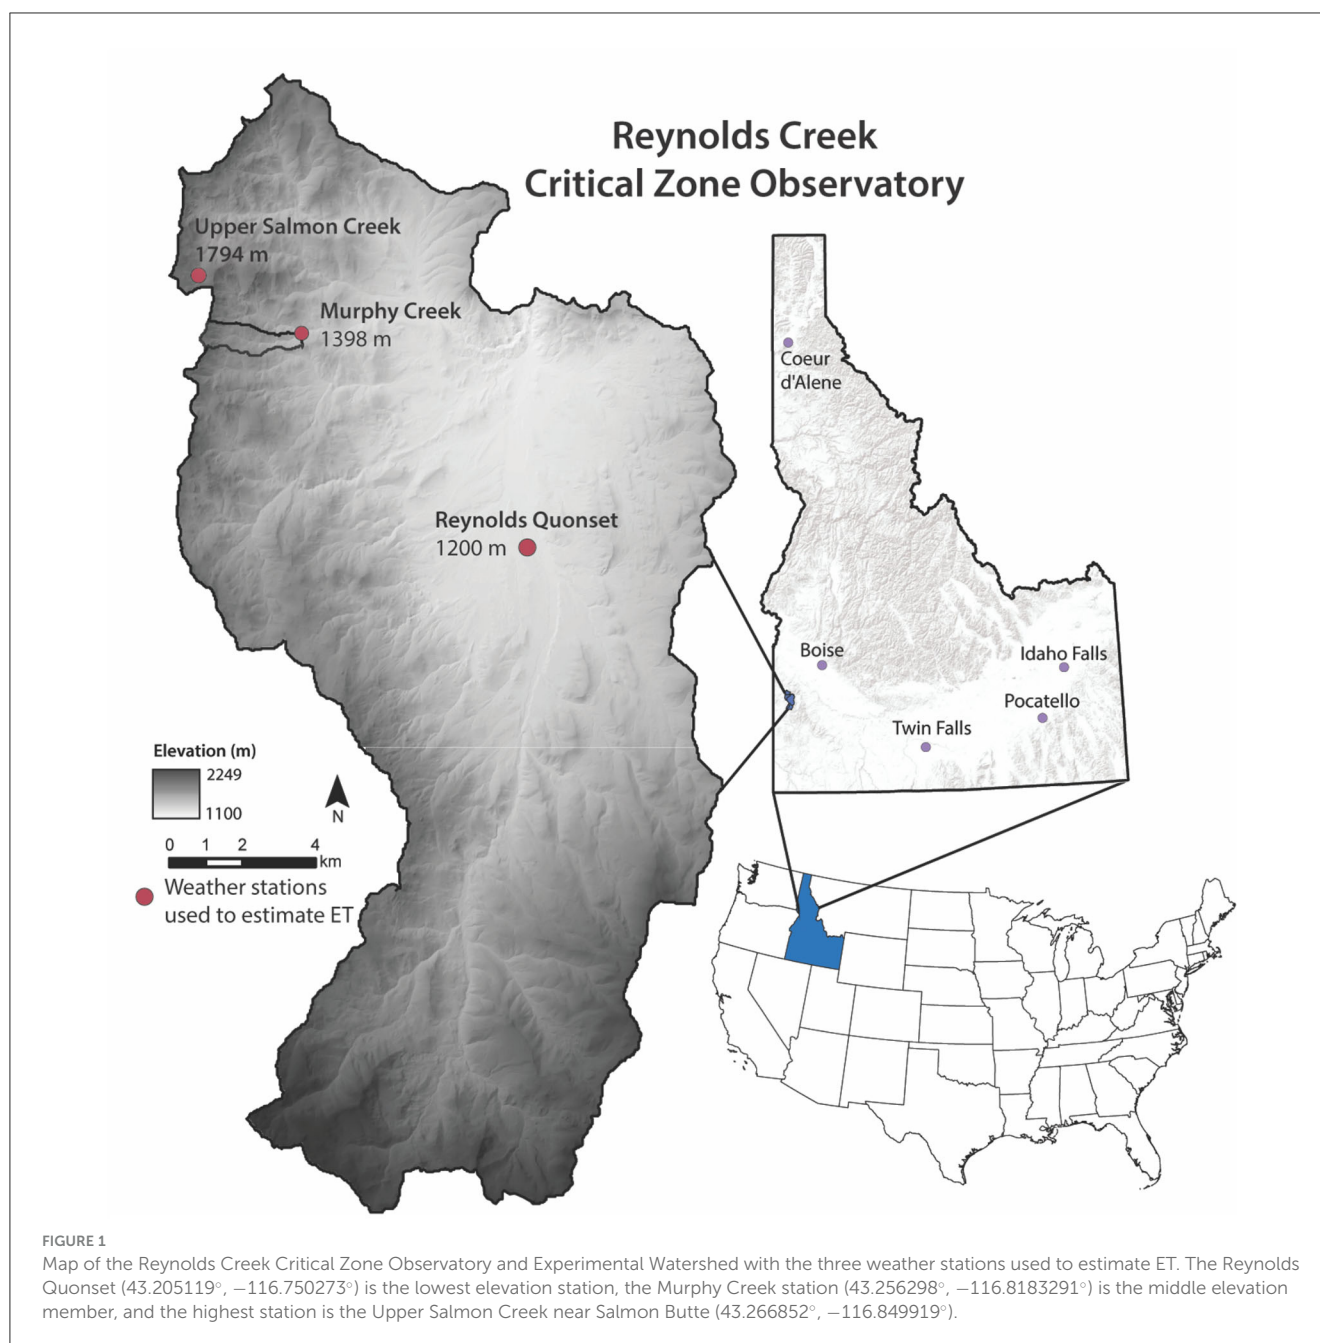 Reynolds Creek
Critical Zone Observatory
Upper Salmon Creek
1794 m
Murphy Creek
1398 m
Reynolds Quonset
1200 m
Coeur
d'Alene
Boise
Idaho Falls
Pocatello
Twin Falls
Elevation (m)
2249
1100
N
0 1 2 4
km
Weather stations
used to estimate ET
FIGURE 1
Map of the Reynolds Creek Critical Zone Observatory and Experimental Watershed with the three weather stations used to estimate ET. The Reynolds
Quonset (43.205119°, −116.750273°) is the lowest elevation station, the Murphy Creek station (43.256298°, −116.8183291°) is the middle elevation
member, and the highest station is the Upper Salmon Creek near Salmon Butte (43.266852°, −116.849919°).